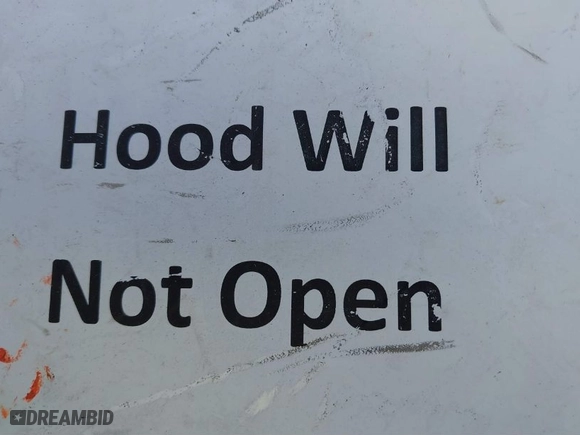 Hood Will
Not Open
DREAMBID